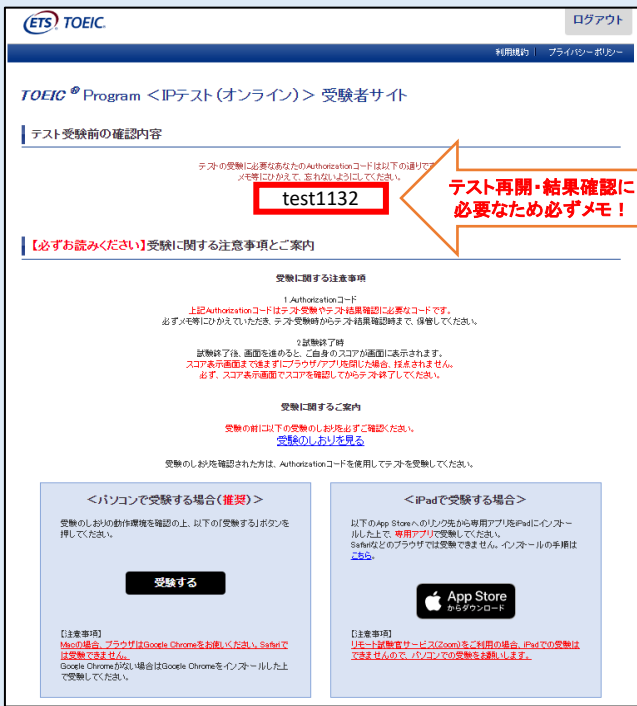 ETS TOEIC.
ログアウト
利用規約 プライバシーポリシー
TOEIC ® Program <IPテスト(オンライン)> 受験者サイト
テスト受験前の確認内容
テストの受験に必要なあなたのAuthorizationコードは以下の通りです
メモ等にひかえて、忘れないようにしてください。
test1132
テスト再開・結果確認に
必要なため必ずメモ！
【必ずお読みください】受験に関する注意事項とご案内
受験に関する注意事項
1.Authorizationコード
上記Authorizationコードはテスト受験やテスト結果確認に必要なコードです。
必ずメモ等にひかえていただき、テスト受験時からテスト結果確認時まで、保管してください。
2.試験終了時
試験終了後、画面を進めると、ご自身のスコアが画面に表示されます。
スコア表示画面まで進まずにブラウザ/アプリを閉じた場合、採点されません。
必ず、スコア表示画面でスコアを確認してからテスト終了してください。
受験に関するご案内
受験の前に以下の受験のしおりを必ずご確認ください。
受験のしおりを見る
受験のしおりを確認された方は、Authorizationコードを使用してテストを受験してください。
<パソコンで受験する場合(推奨)>
受験のしおりの動作環境を確認の上、以下の「受験する」ボタンを
押してください。
受験する
【注意事項】
Macの場合、ブラウザはGoogle Chromeをお使いください。Safariで
は受験できません。
Google Chromeがない場合はGoogle Chromeをインストールした上
で受験してください。
<iPadで受験する場合>
以下のApp Storeへのリンク先から専用アプリをiPadにインストー
ルした上で、専用アプリで受験してください。
Safariなどのブラウザでは受験できません。インストールの手順は
こちら。
App Store
からダウンロード
【注意事項】
リモート試験官サービス(Zoom)をご利用の場合、iPadでの受験は
できませんので、パソコンでの受験をお願いします。